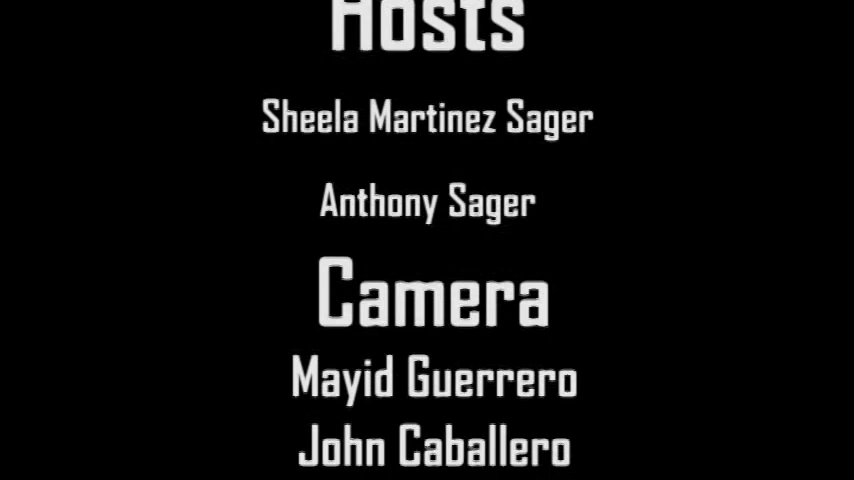 Hosts
Sheela Martinez Sager
Anthony Sager
Camera
Mayid Guerrero
John Caballero